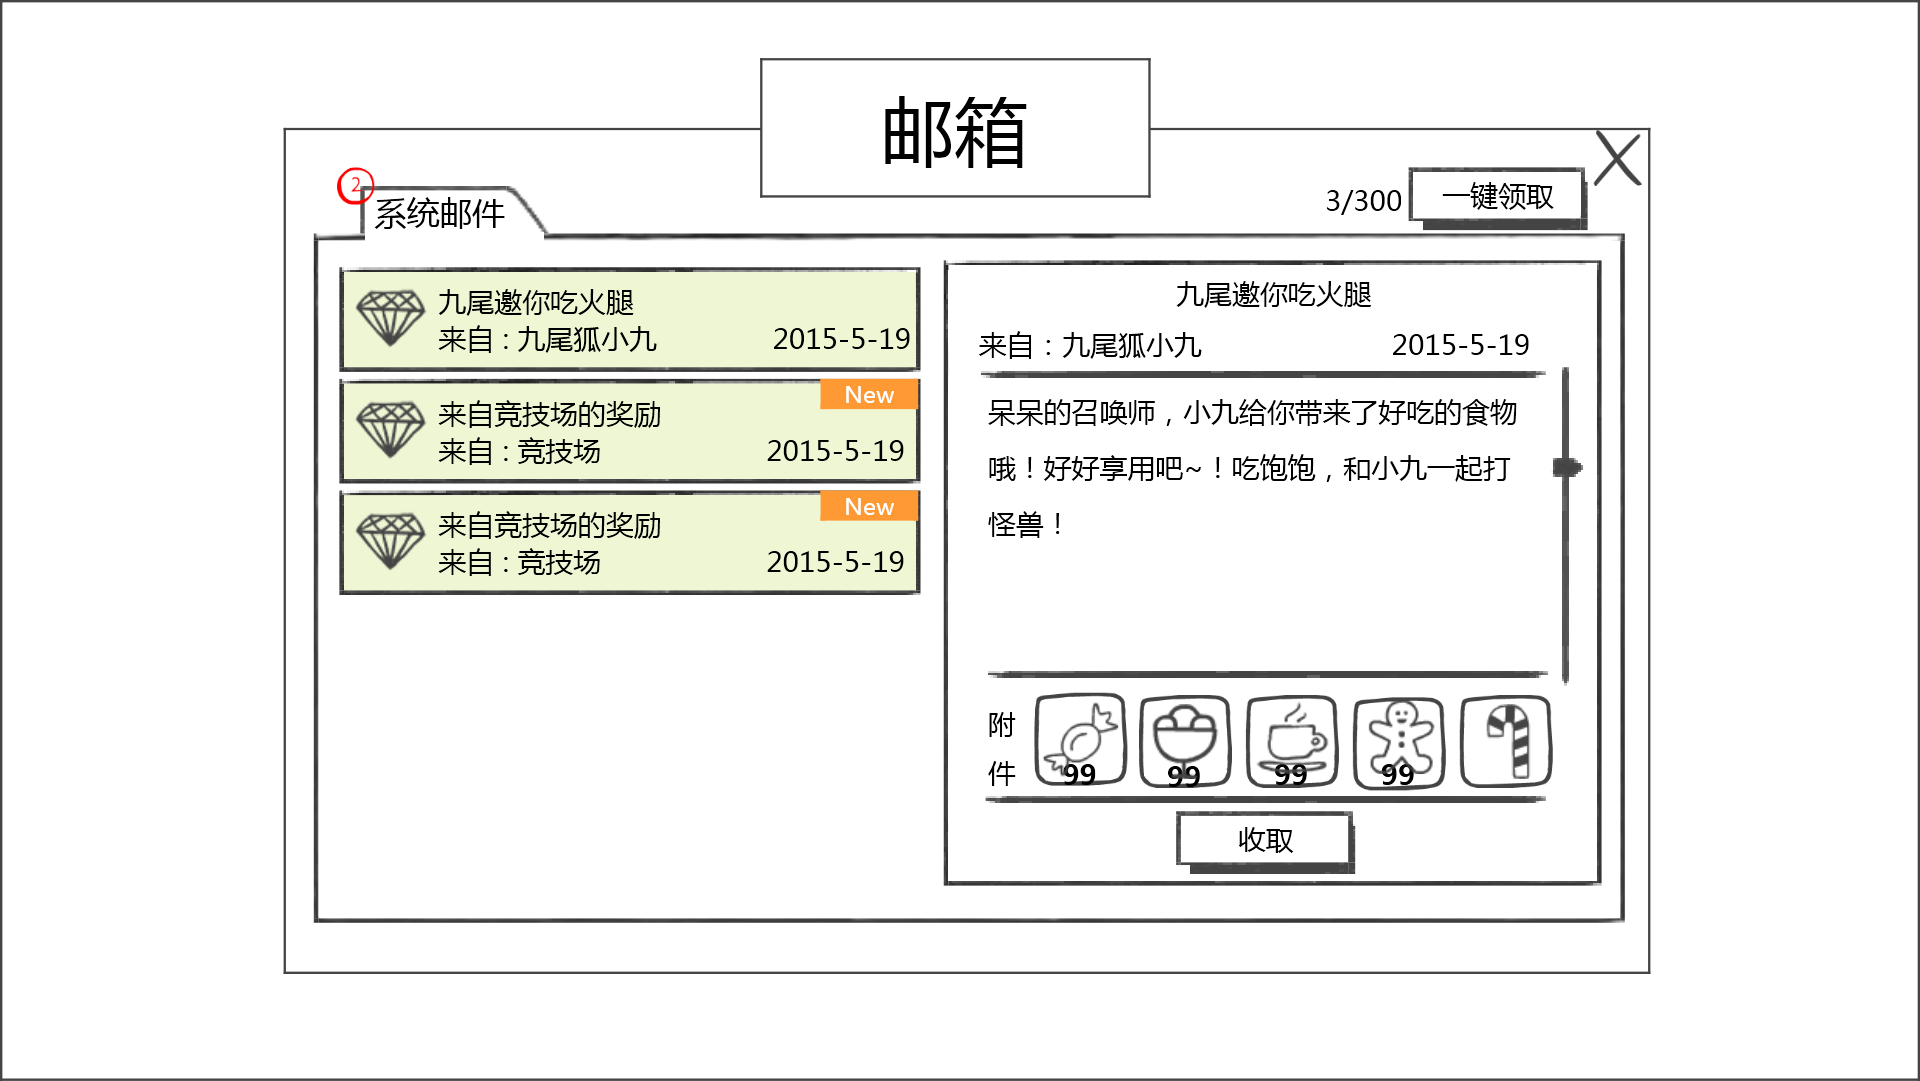 邮箱
2
系统邮件
3/300
一键领取
九尾邀你吃火腿
来自：九尾狐小九 2015-5-19
New
来自竞技场的奖励
来自：竞技场 2015-5-19
New
来自竞技场的奖励
来自：竞技场 2015-5-19
九尾邀你吃火腿
来自：九尾狐小九 2015-5-19
呆呆的召唤师，小九给你带来了好吃的食物
哦！好好享用吧~！吃饱饱，和小九一起打
怪兽！
附
件
99 99 99 99
收取